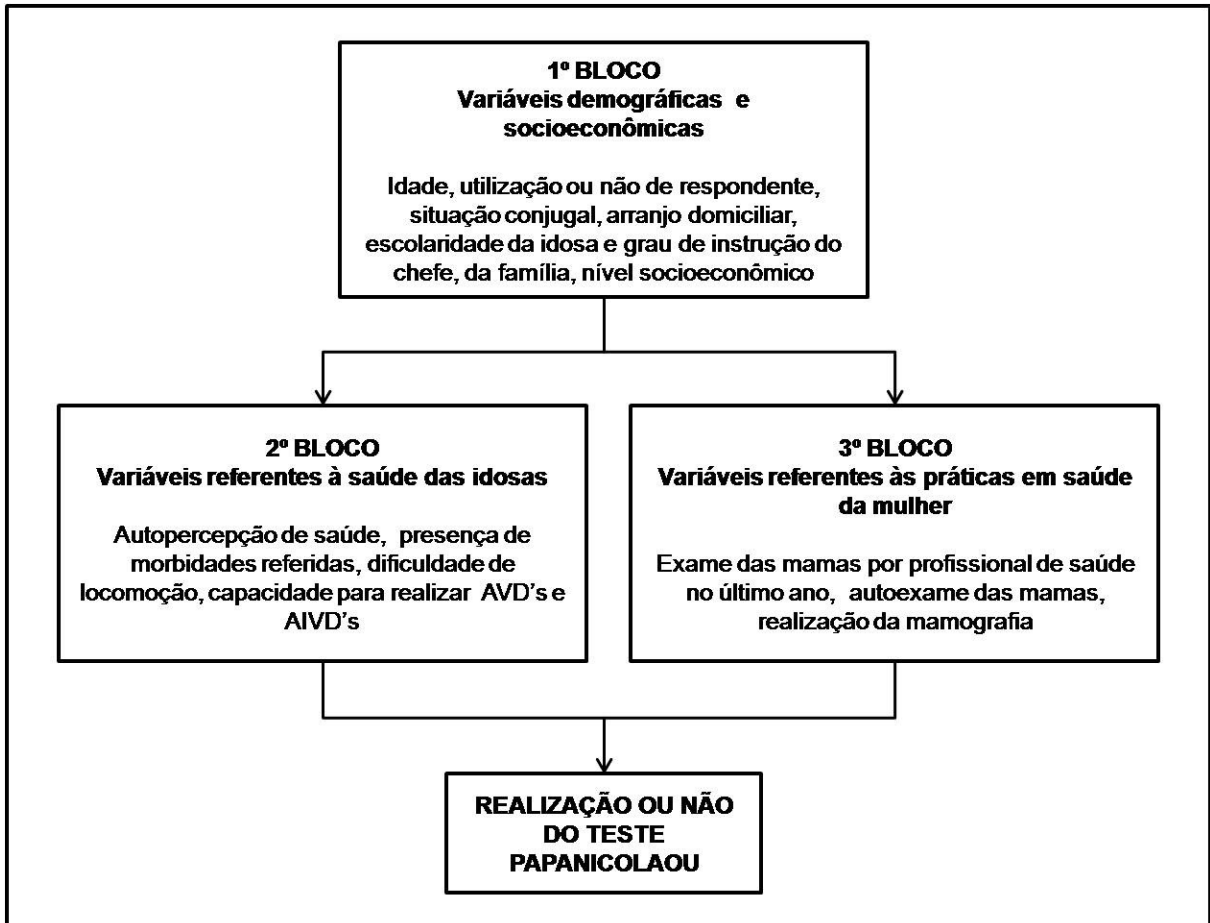 1º BLOCO
Variáveis demográficas e
socioeconômicas
Idade, utilização ou não de respondente,
situação conjugal, arranjo domiciliar,
escolaridade da idosa e grau de instrução do
chefe, da família, nível socioeconômico
2º BLOCO
Variáveis referentes à saúde das idosas
Autopercepção de saúde, presença de
morbidades referidas, dificuldade de
locomoção, capacidade para realizar AVD's e
AIVD's
3º BLOCO
Variáveis referentes às práticas em saúde
da mulher
Exame das mamas por profissional de saúde
no último ano, autoexame das mamas,
realização da mamografia
REALIZAÇÃO OU NÃO
DO TESTE
PAPANICOLAOU